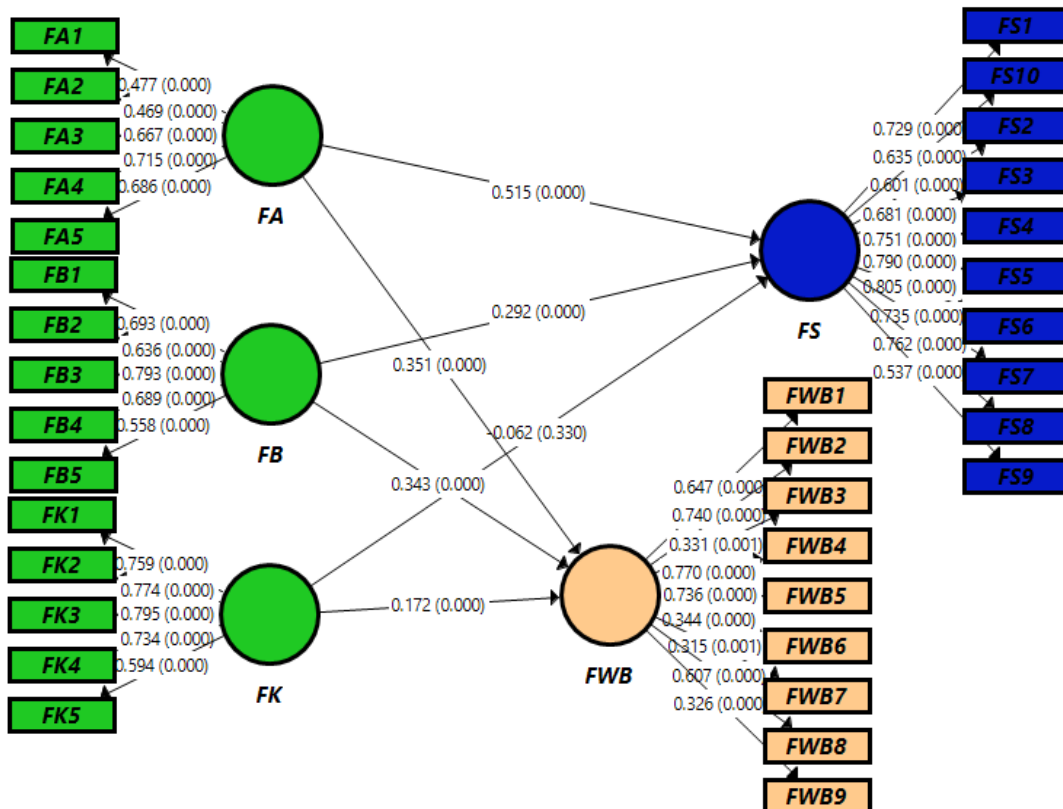 FA1
FA2
FA3
FA4
FA5
0.477 (0.000)
0.469 (0.000)
0.667 (0.000)
0.715 (0.000)
0.686 (0.000)
FA
FB1
FB2
FB3
FB4
FB5
0.693 (0.000)
0.636 (0.000)
0.793 (0.000)
0.689 (0.000)
0.558 (0.000)
FB
FK1
FK2
FK3
FK4
FK5
0.759 (0.000)
0.774 (0.000)
0.795 (0.000)
0.734 (0.000)
0.594 (0.000)
FK
0.515 (0.000)
0.292 (0.000)
0.351 (0.000)
-0.062 (0.330)
0.343 (0.000)
0.172 (0.000)
FS
0.729 (0.000
0.635 (0.000
0.601 (0.000)
0.681 (0.000)
0.751 (0.000)
0.790 (0.000)
0.805 (0.000)
0.735 (0.000)
0.762 (0.000)
0.537 (0.000
FS1
FS10
FS2
FS3
FS4
FS5
FS6
FS7
FS8
FS9
FWB
0.647 (0.000
0.740 (0.000)
0.331 (0.001)
0.770 (0.000)
0.736 (0.000)
0.344 (0.000)
0.315 (0.001)
0.607 (0.000)
0.326 (0.000
FWB1
FWB2
FWB3
FWB4
FWB5
FWB6
FWB7
FWB8
FWB9